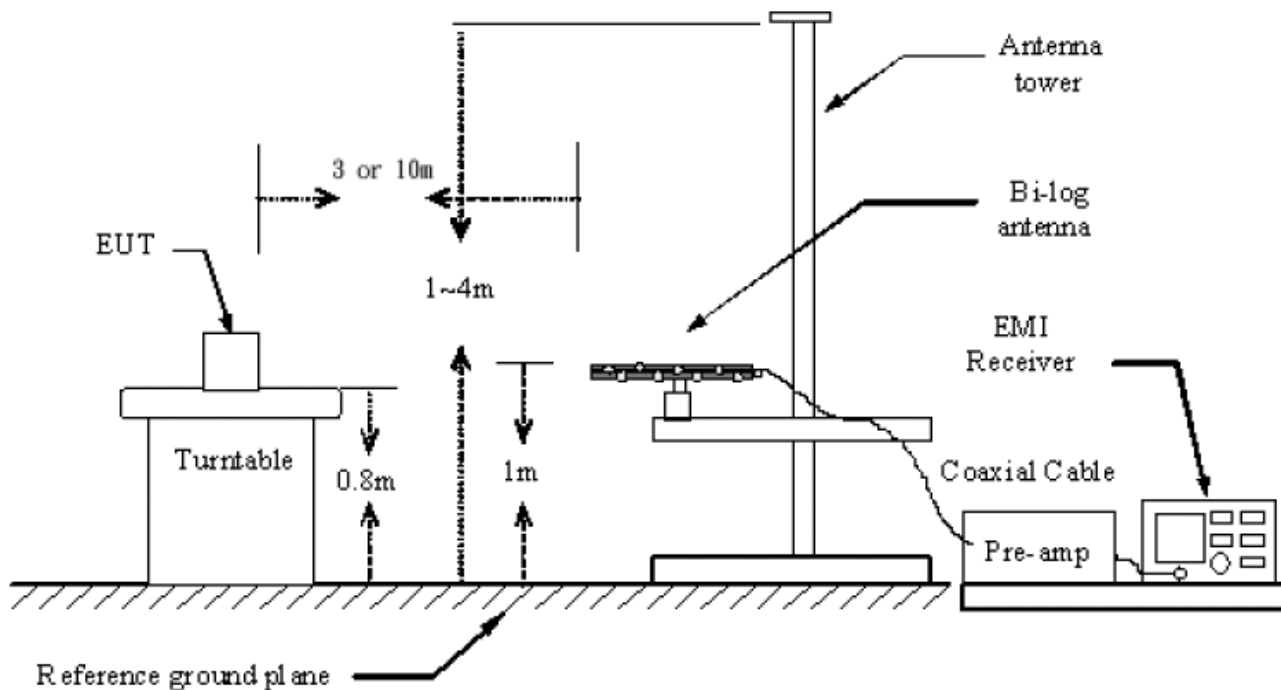 Antenna
tower
3 or 10m
Bi-log
antenna
EUT
1~4m
EMI
Receiver
Turntable
0.8m
1m
Coaxial Cable
Pre-amp
Reference ground plane